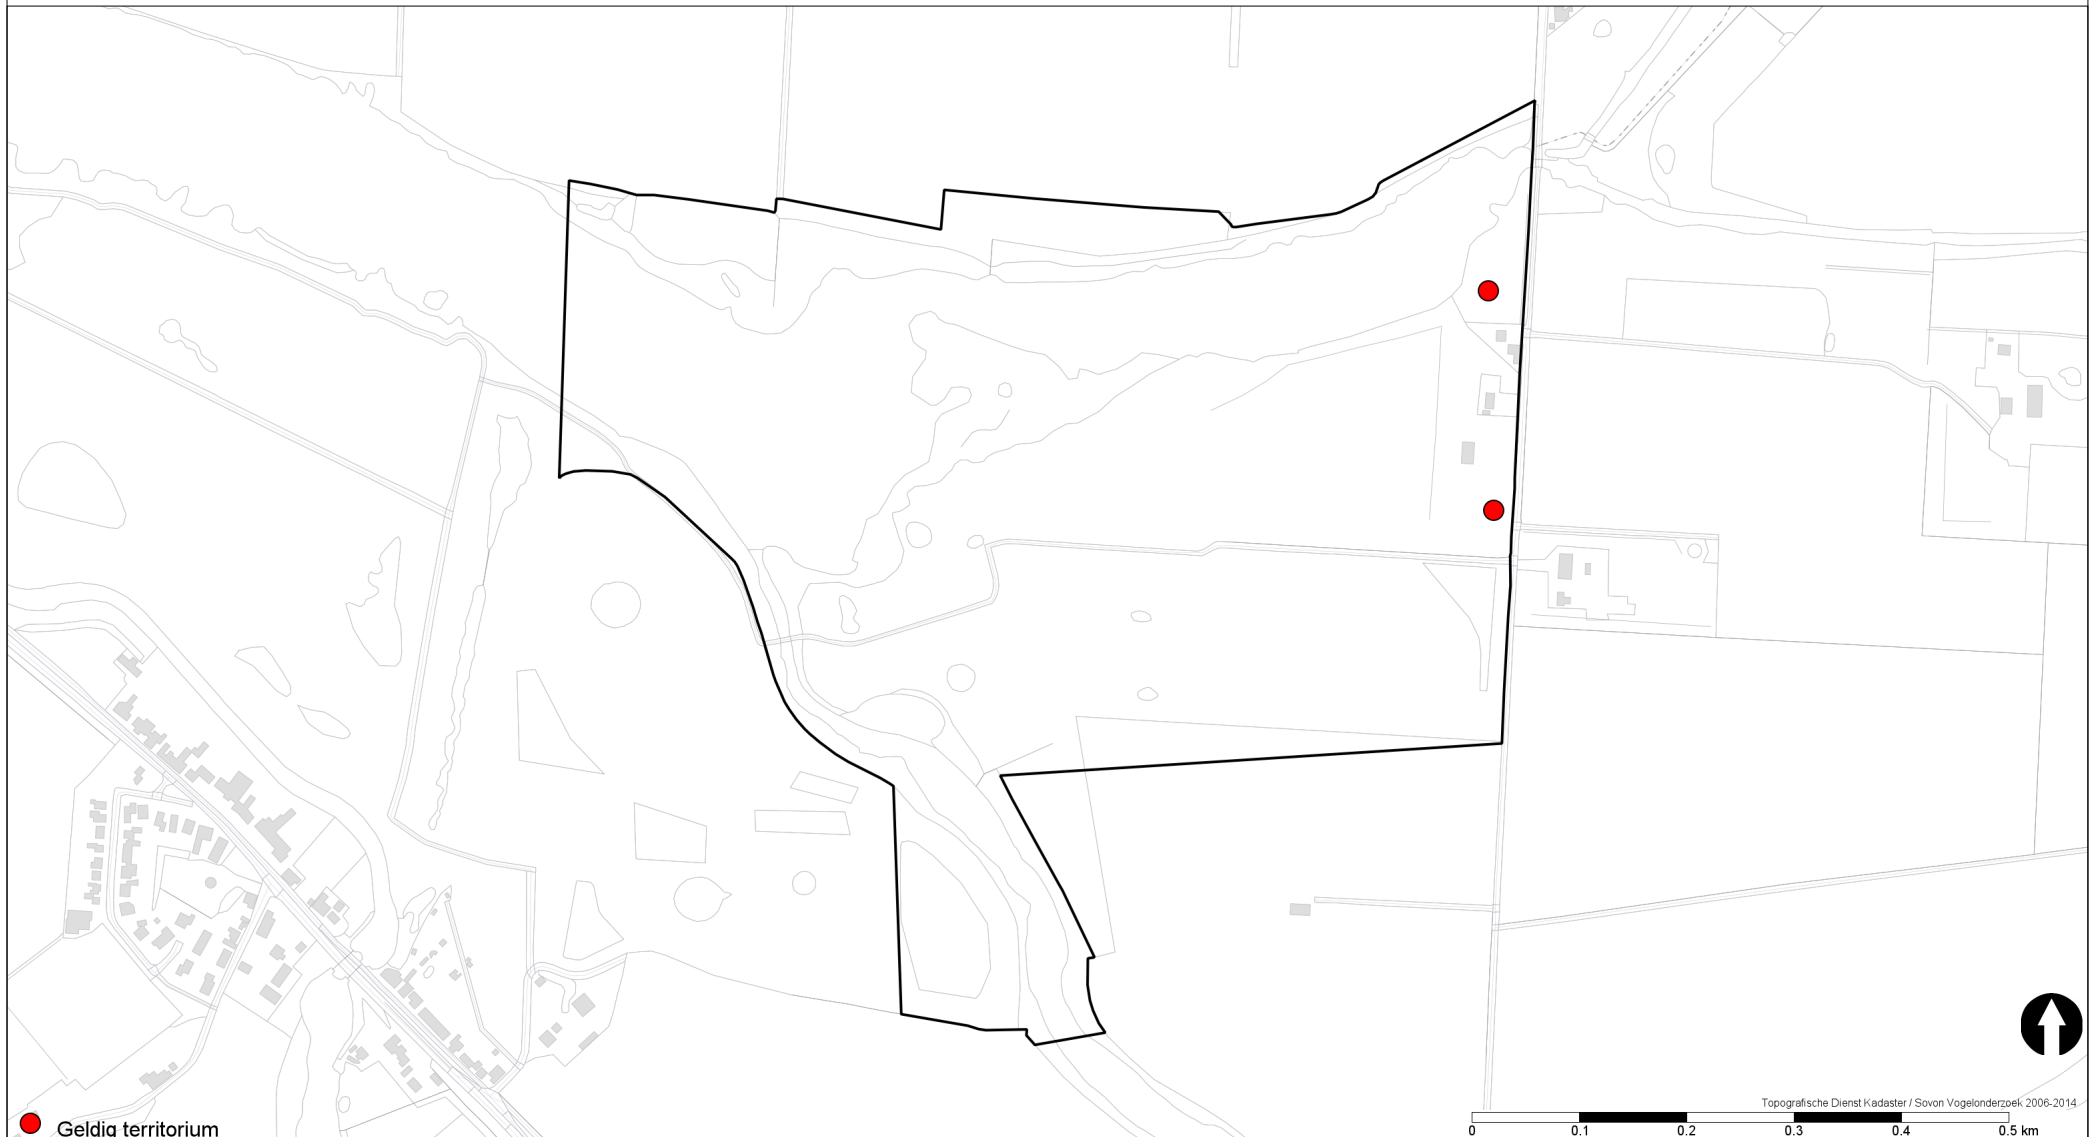 Topografische Dienst Kadaster / Sovon Vogelonderzoek 2006-2014
Geldig territorium
0 0.1 0.2 0.3 0.4 0.5 km